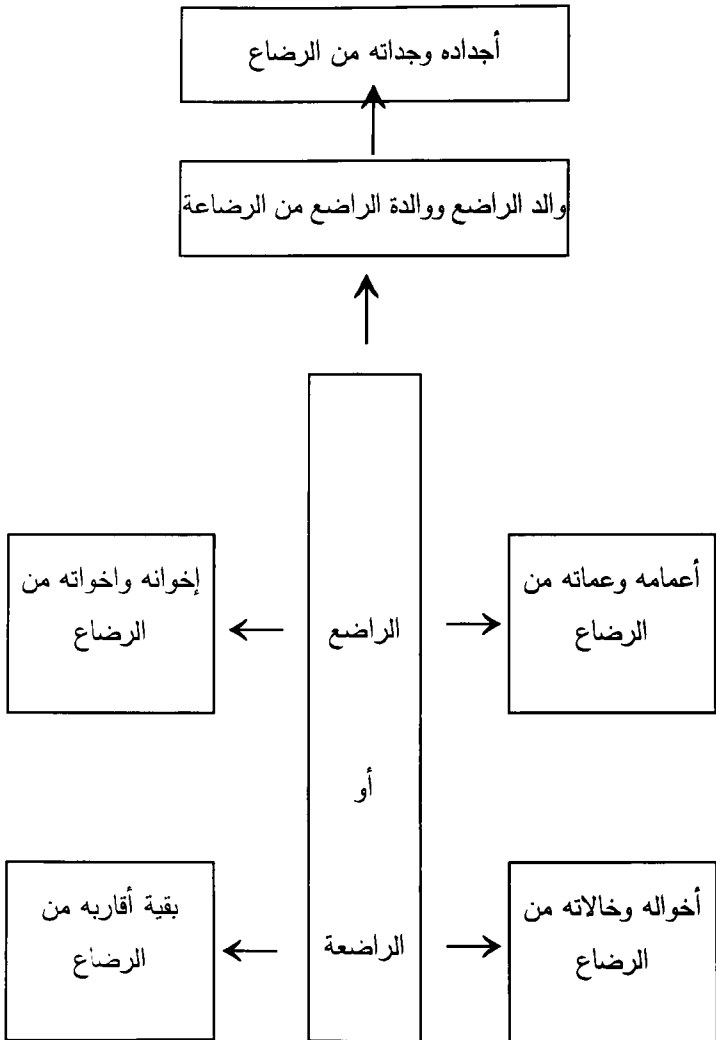 أجداده وجداته من الرضاع
والد الراضع ووالدة الراضع من الرضاعة
أعمامه وعماته من
الرضاع
إخوانه واخواته من
الرضاع
الراضع
أو
الراضعة
أخواله وخالاته من
الرضاع
بقية أقاربه من
الرضاع